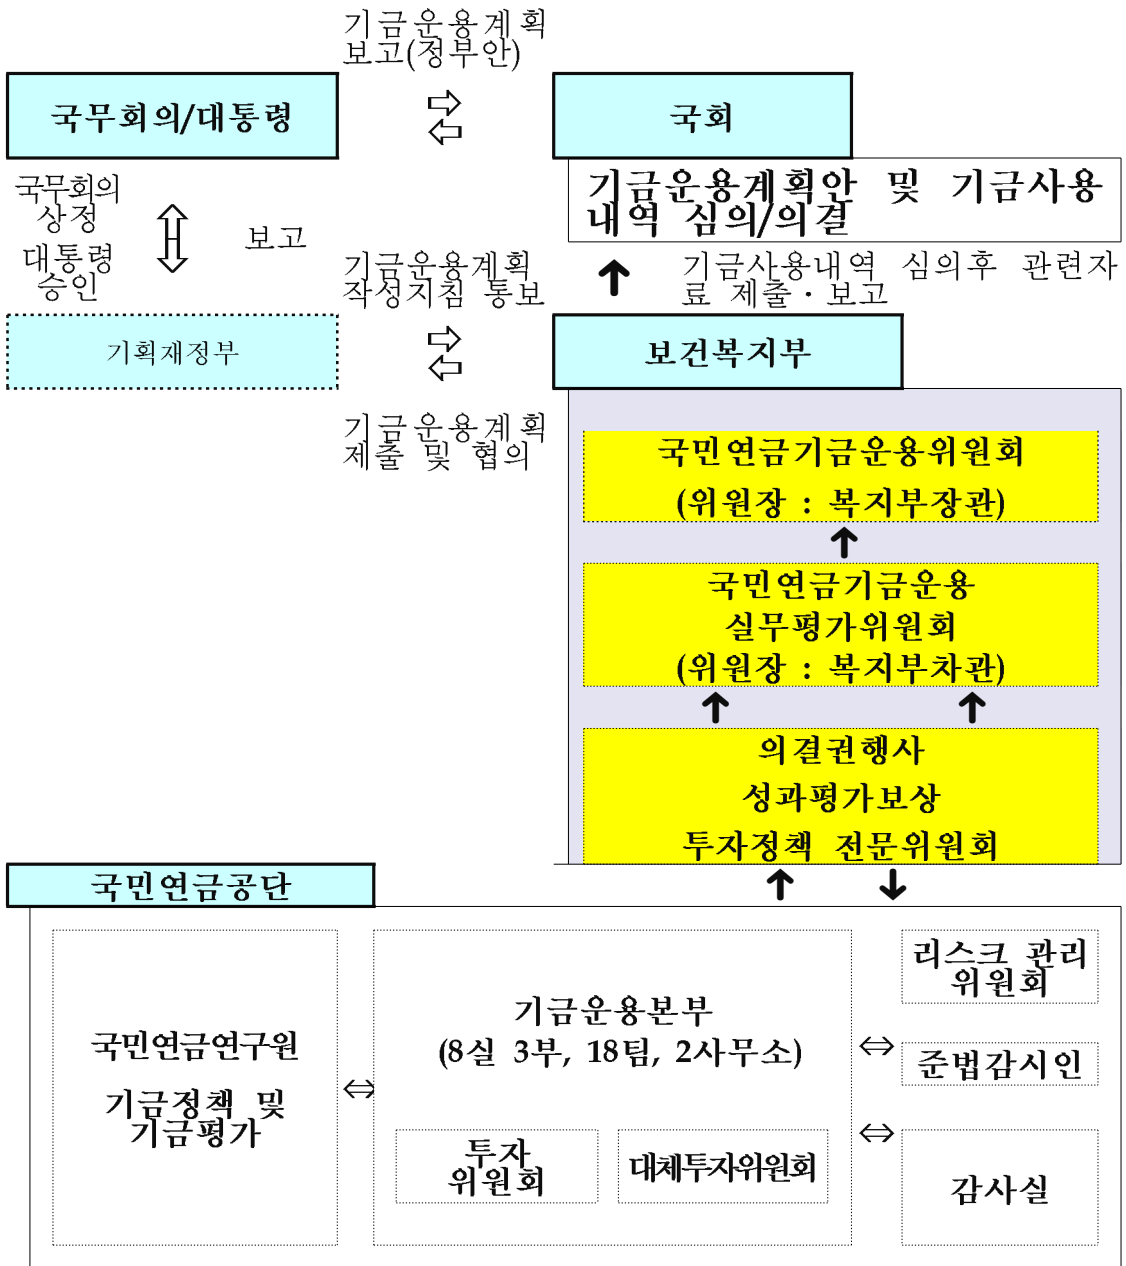 기금운용계획
보고(정부안)
국무회의/대통령
국회
기금운용계획안 및 기금사용
내역 심의/의결
국무회의
상정
대통령
승인
보고
기금운용계획
작성지침 통보
기금사용내역 심의후 관련자
료 제출·보고
기획재정부
보건복지부
기금운용계획
제출 및 협의
국민연금기금운용위원회
(위원장 : 복지부장관)
국민연금기금운용
실무평가위원회
(위원장 : 복지부차관)
의결권행사
성과평가보상
투자정책 전문위원회
국민연금공단
국민연금연구원
기금정책 및
기금평가
기금운용본부
(8실 3부, 18팀, 2사무소)
투자
위원회
대체투자위원회
리스크 관리
위원회
준법감시인
감사실